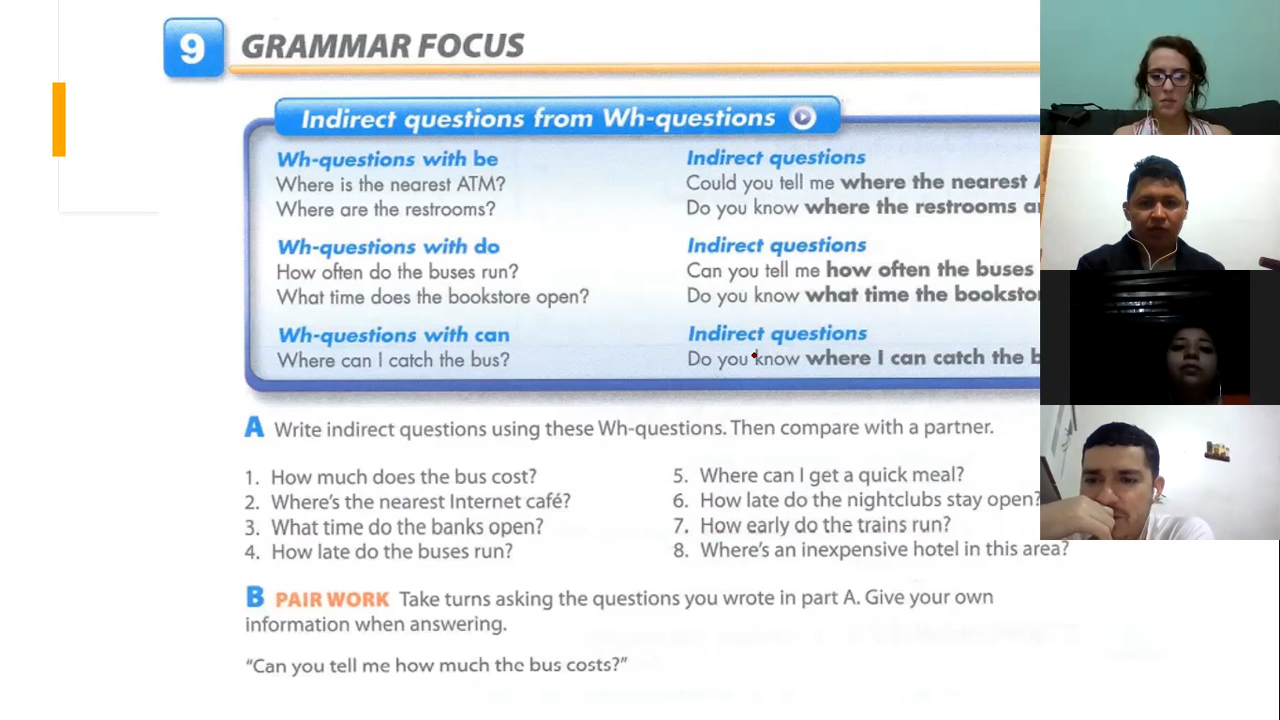 9 GRAMMAR FOCUS
Indirect questions from Wh-questions
Wh-questions with be
Where is the nearest ATM?
Where are the restrooms?
Indirect questions
Could you tell me where the nearest
Do you know where the restrooms
Wh-questions with do
How often do the buses run?
What time does the bookstore open?
Indirect questions
Can you tell me how often the buses
Do you know what time the
Wh-questions with can
Where can I catch the bus?
Indirect questions
Do you know where I can catch the
A Write indirect questions using these Wh-questions. Then compare with a partner.
1. How much does the bus cost?
2. Where's the nearest Internet café?
3. What time do the banks open?
4. How late do the buses run?
5. Where can I get a quick meal?
6. How late do the nightclubs stay open?
7. How early do the trains run?
8. Where's an inexpensive hotel in this area?
B PAIR WORK Take turns asking the questions you wrote in part A. Give your own
information when answering.
"Can you tell me how much the bus costs?"